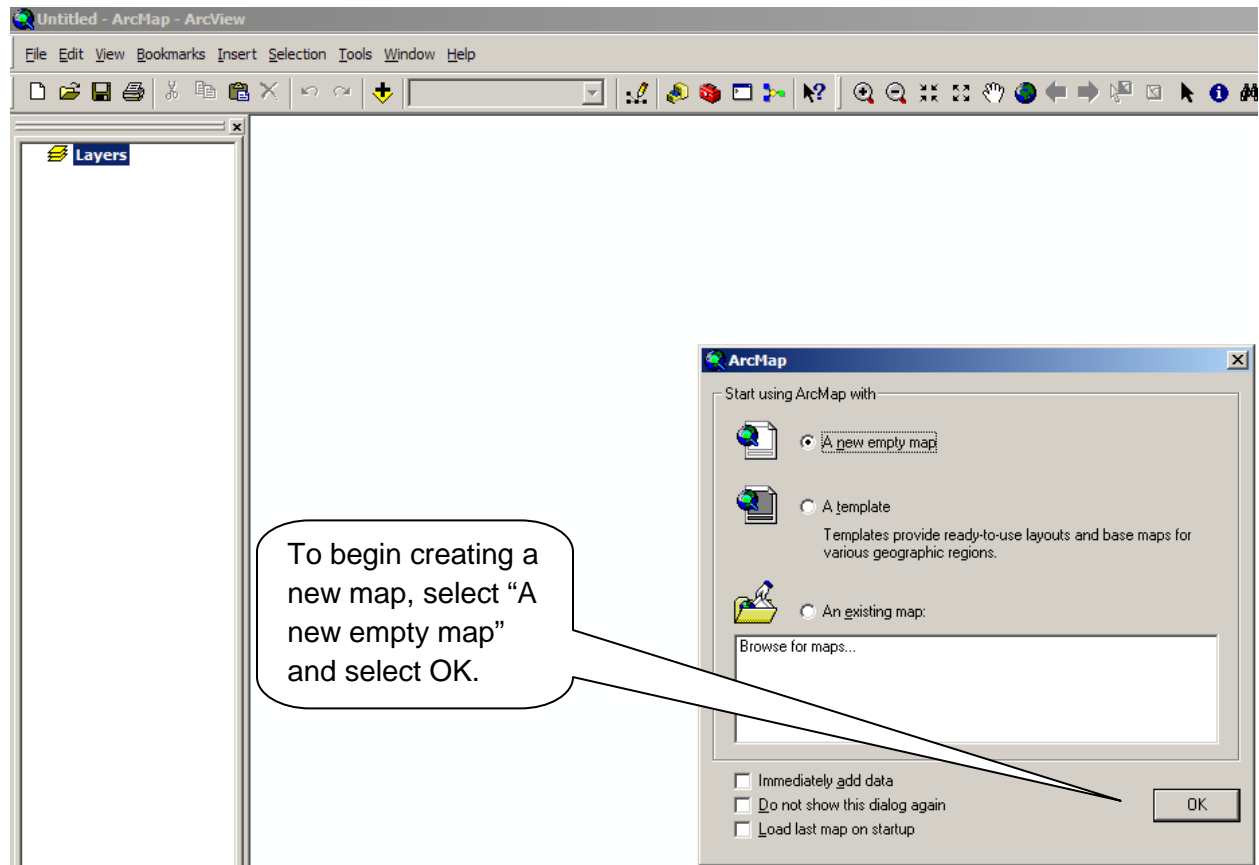 Untitled - ArcMap - ArcView
File Edit View Bookmarks Insert Selection Tools Window Help
Layers
ArcMap
Start using ArcMap with
A new empty map
A template
Templates provide ready-to-use layouts and base maps for
various geographic regions.
An existing map:
Browse for maps...
Immediately add data
Do not show this dialog again
Load last map on startup
OK
To begin creating a
new map, select “A
new empty map”
and select OK.